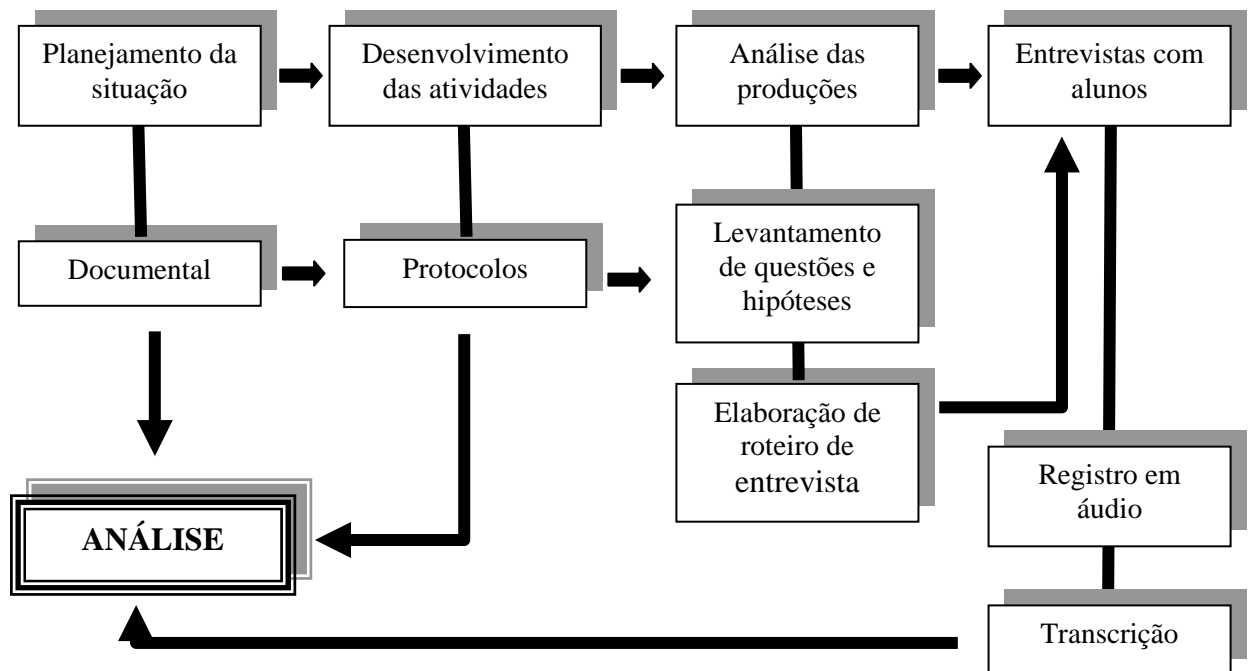 Planejamento da
situação
Desenvolvimento
das atividades
Análise das
produções
Entrevistas com
alunos
Documental
Protocolos
Levantamento
de questões e
hipóteses
Elaboração de
roteiro de
entrevista
Registro em
áudio
ANÁLISE
Transcrição